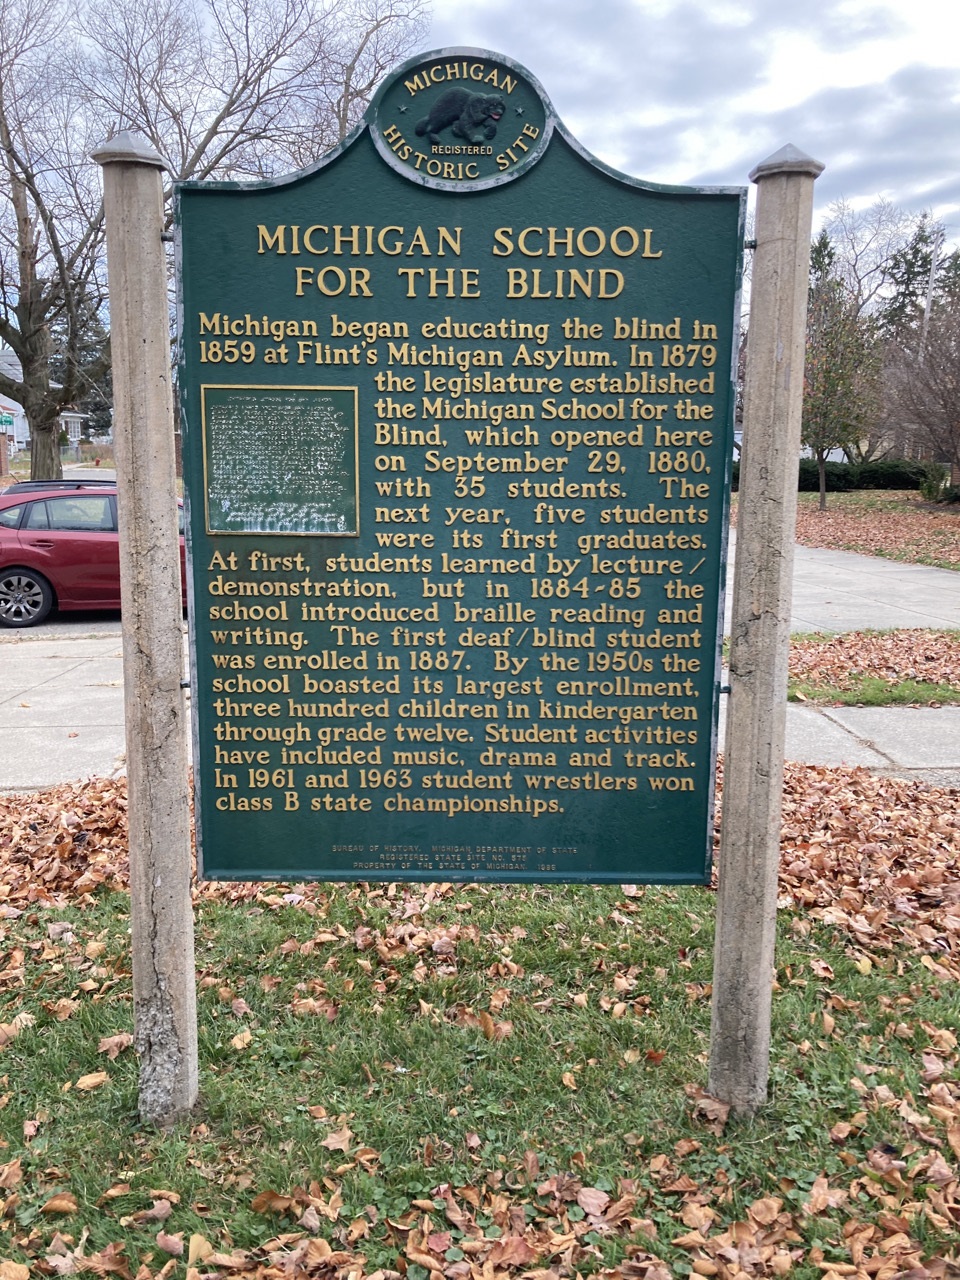 MICHIGAN
REGISTERED
HISTORIC SITE
MICHIGAN SCHOOL
FOR THE BLIND
Michigan began educating the blind in
1859 at Flint's Michigan Asylum. In 1879
the legislature established
the Michigan School for the
Blind, which opened here
on September 29, 1880,
with 35 students. The
next year, five students
were its first graduates.
At first, students learned by lecture/
demonstration, but in 1884-85 the
school introduced braille reading and
writing. The first deaf/blind student
was enrolled in 1887. By the 1950s the
school boasted its largest enrollment,
three hundred children in kindergarten
through grade twelve. Student activities
have included music, drama and track.
In 1961 and 1963 student wrestlers won
class B state championships.
BUREAU OF HISTORY, MICHIGAN DEPARTMENT OF STATE
REGISTERED STATE SITE NO.
PROPERTY OF THE STATE OF MICHIGAN,